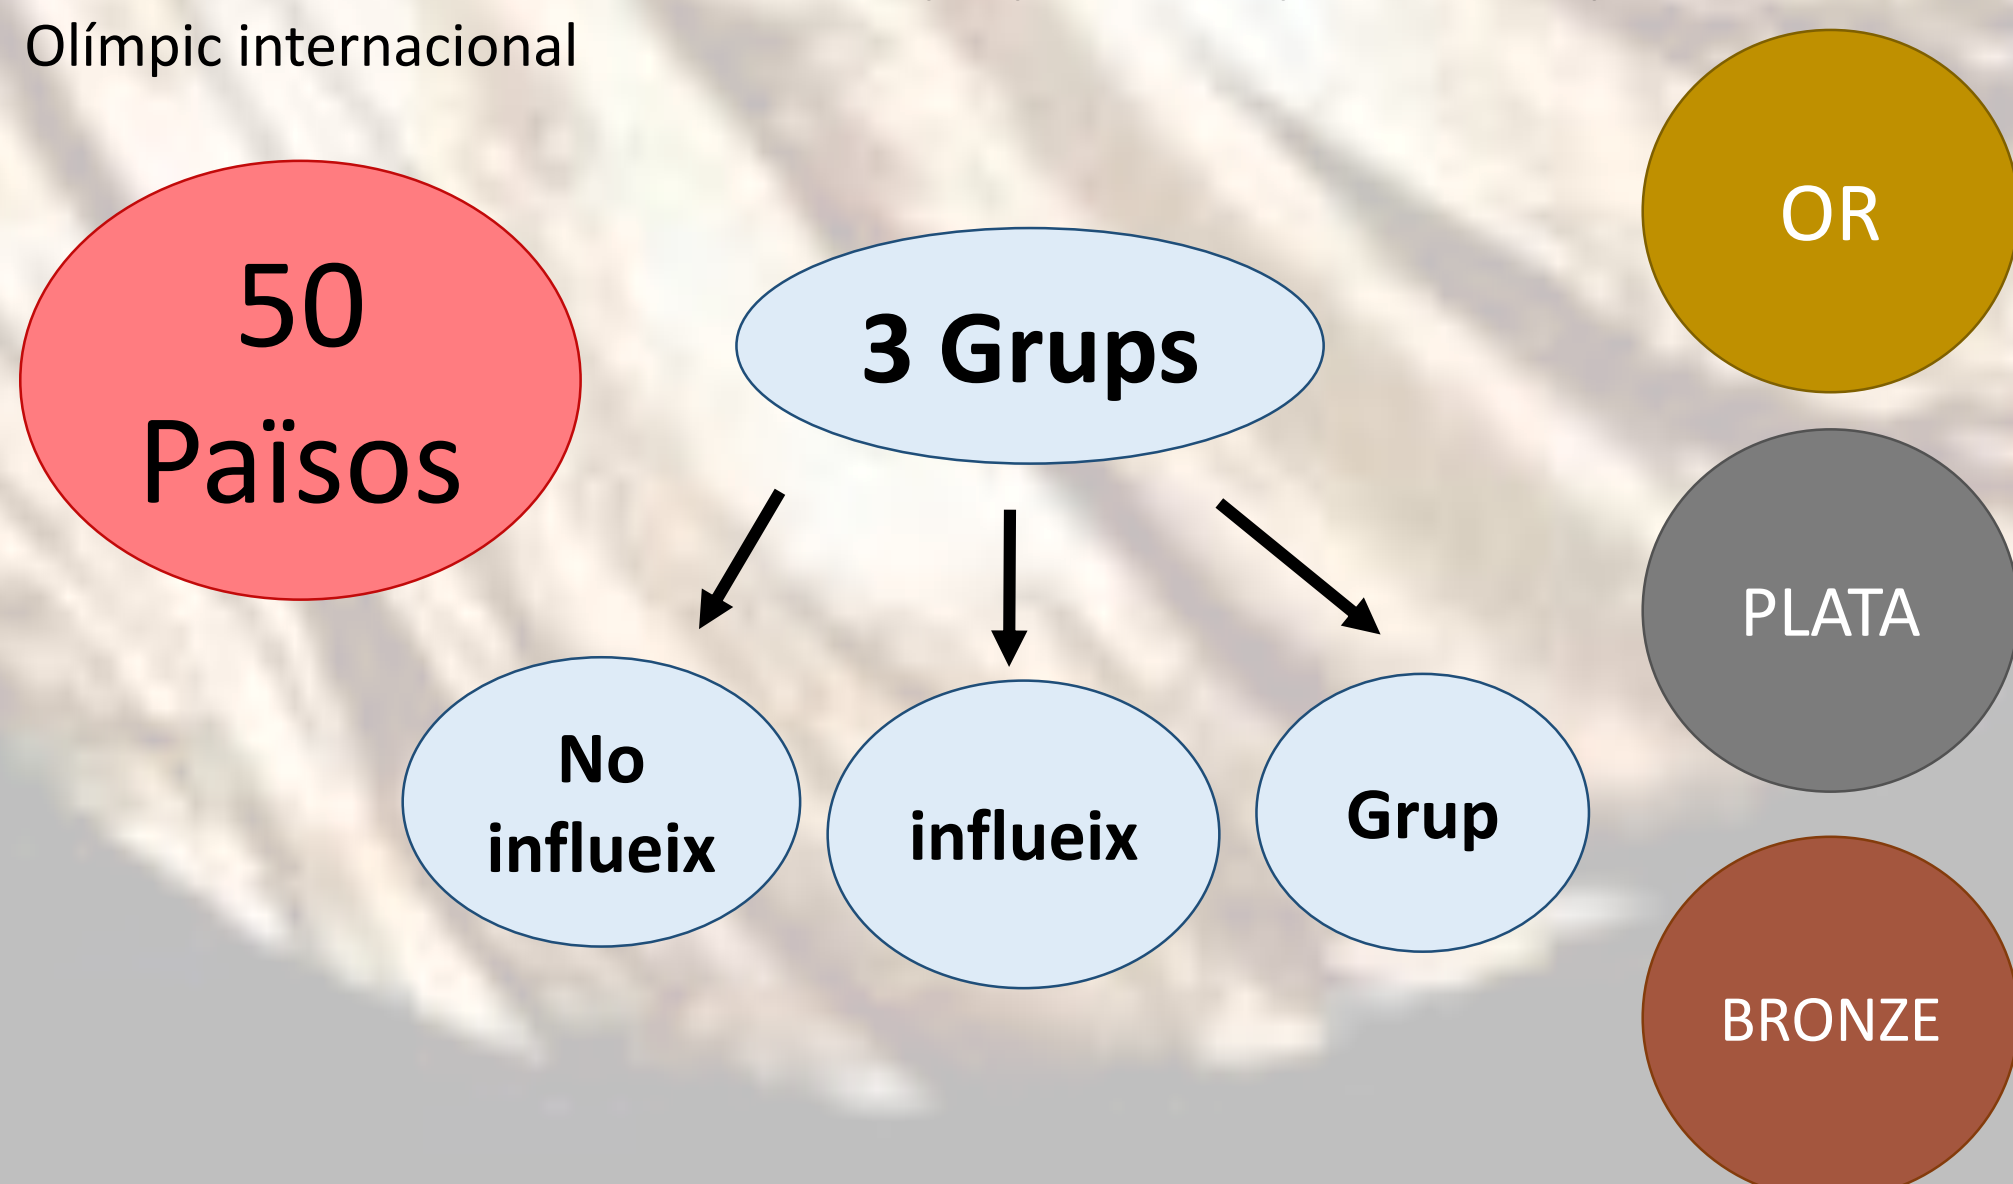 Olímpic internacional
50
Països
3 Grups
No
influeix
influeix
Grup
OR
PLATA
BRONZE